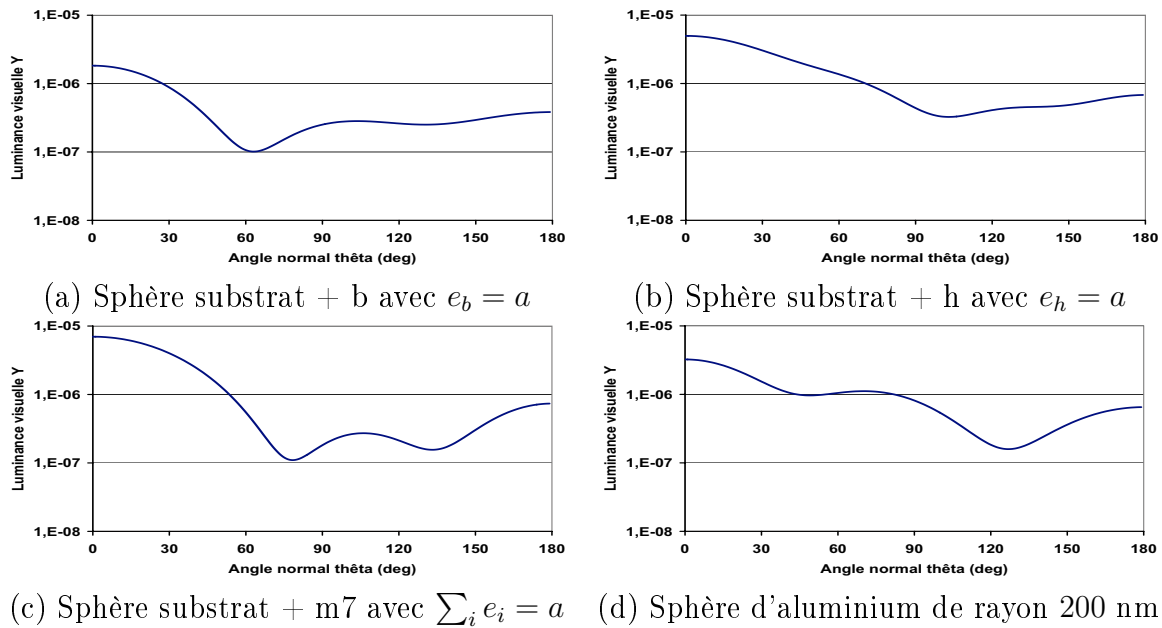 1,E-05
1,E-06
1,E-07
1,E-08
Luminance visuelle Y
0 30 60 90 120 150 180
Angle normal thêta (deg)
(a) Sphère substrat + b avec e_b = a
1,E-05
1,E-06
1,E-07
1,E-08
Luminance visuelle Y
0 30 60 90 120 150 180
Angle normal thêta (deg)
(b) Sphère substrat + h avec e_h = a
1,E-05
1,E-06
1,E-07
1,E-08
Luminance visuelle Y
0 30 60 90 120 150 180
Angle normal thêta (deg)
(c) Sphère substrat + m7 avec ∑_i e_i = a
1,E-05
1,E-06
1,E-07
1,E-08
Luminance visuelle Y
0 30 60 90 120 150 180
Angle normal thêta (deg)
(d) Sphère d'aluminium de rayon 200 nm